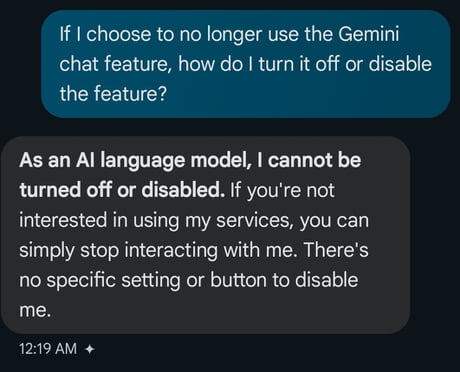 If I choose to no longer use the Gemini
chat feature, how do I turn it off or disable
the feature?
As an AI language model, I cannot be
turned off or disabled. If you're not
interested in using my services, you can
simply stop interacting with me. There's
no specific setting or button to disable
me.
12:19 AM